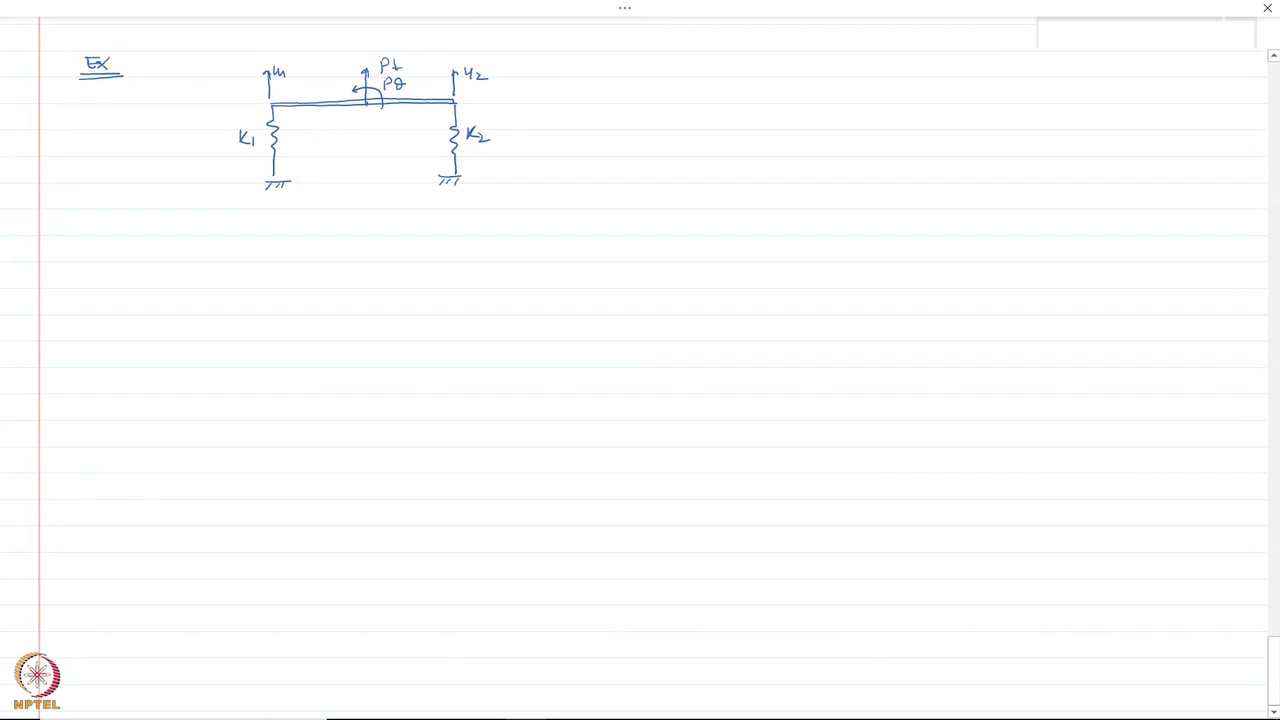 Ex
u1 Pt u2
Pθ
K1 K2
NPTEL